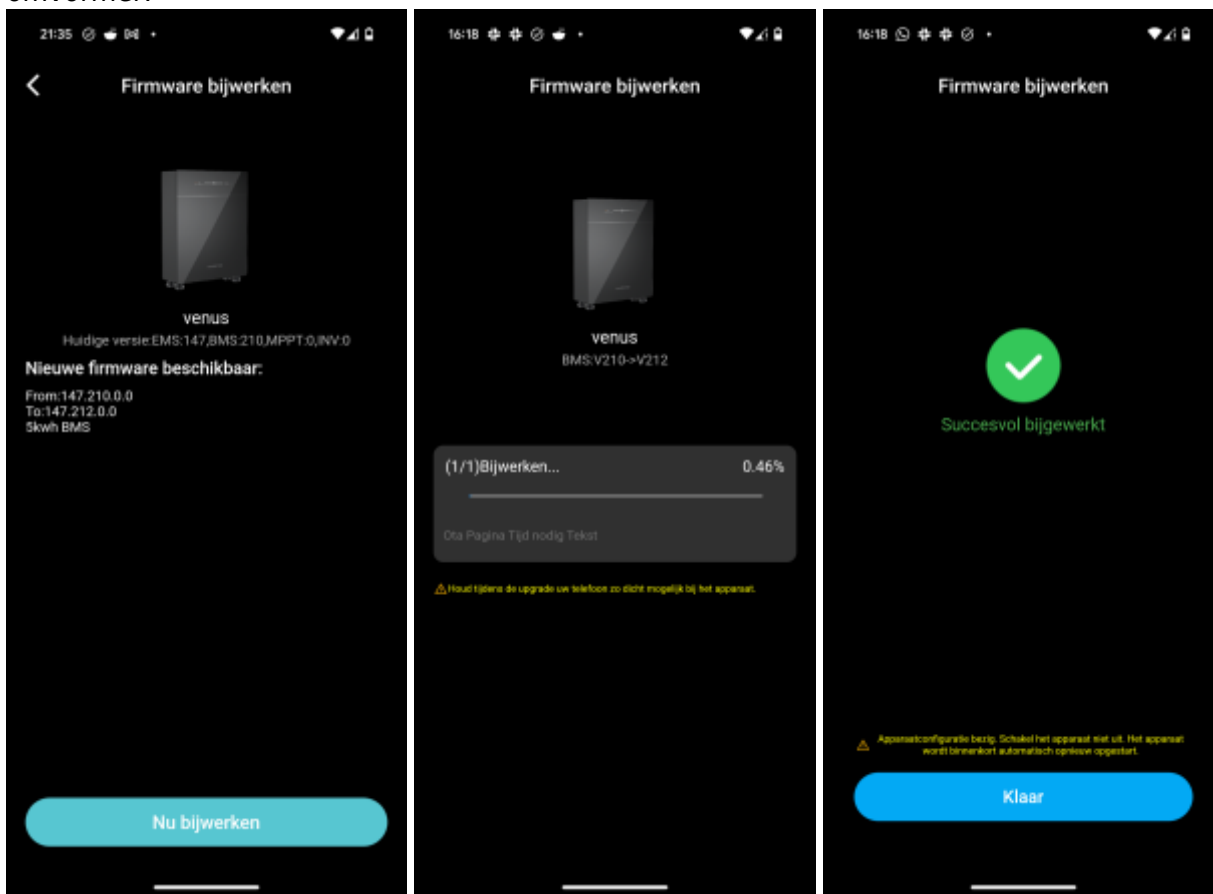 21:35
Firmware bijwerken
venus
Huidige versie:EMS:147,BMS:210,MPPT:0,INV:0
Nieuwe firmware beschikbaar:
From:147.210.0.0
To:147.212.0.0
5kwh BMS
Nu bijwerken
16:18
Firmware bijwerken
venus
BMS:V210->V212
(1/1)Bijwerken... 0.46%
Ota Pagina Tijd nodig Tekst
Houd tijdens de upgrade uw telefoon zo dicht mogelijk bij het apparaat.
16:18
Firmware bijwerken
Succesvol bijgewerkt
Apparaatconfiguratie bezig. Schakel het apparaat niet uit. Het apparaat
wordt binnenkort automatisch opnieuw opgestart.
Klaar